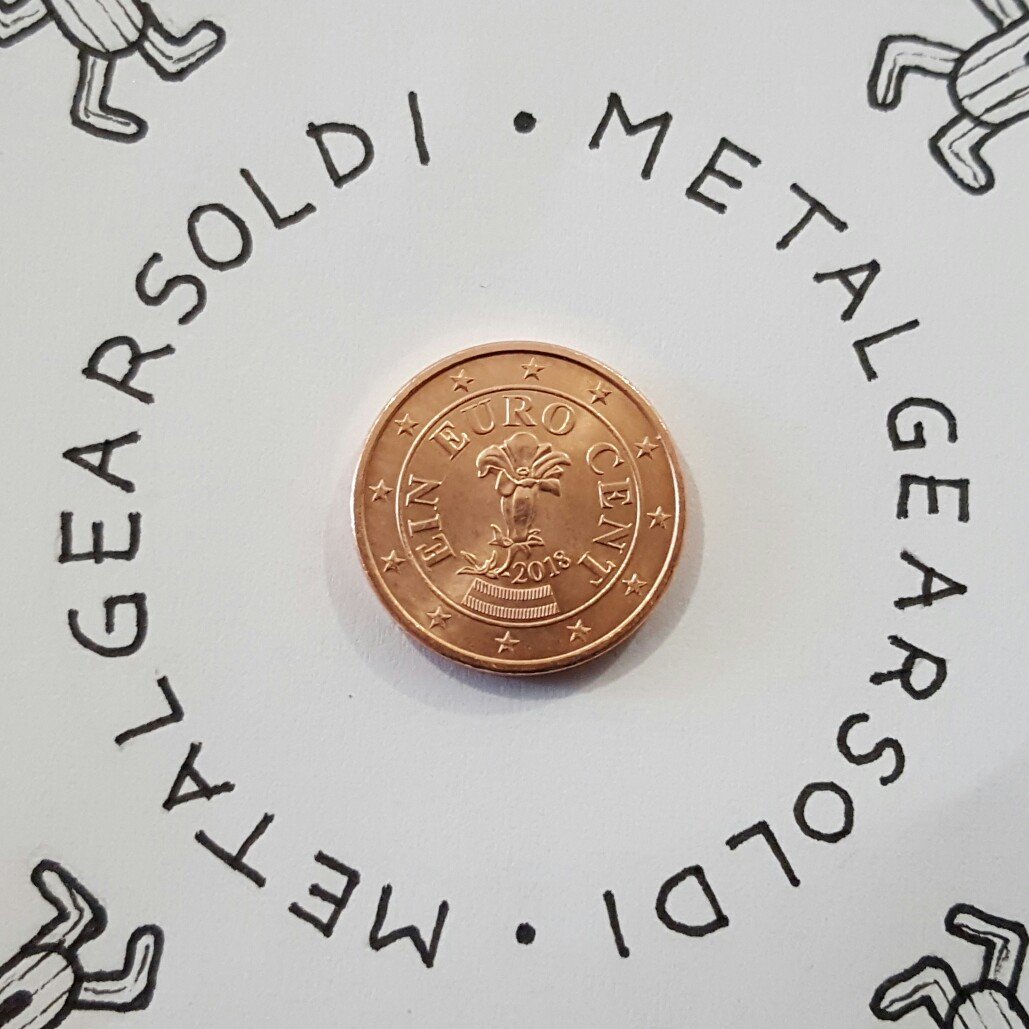 METALGEARSOLDI • METALGEARSOLDI •
EIN EURO CENT
2018